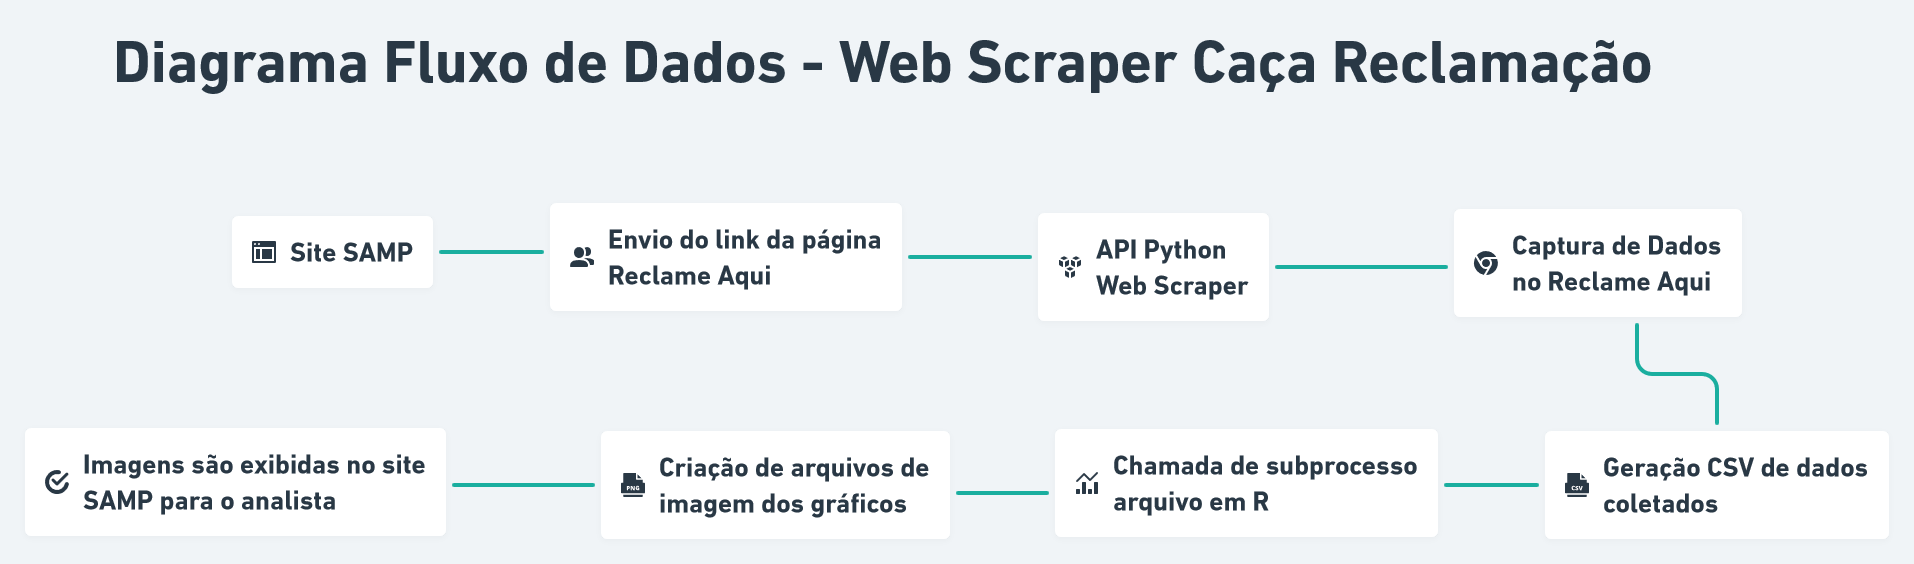 Diagrama Fluxo de Dados - Web Scraper Caça Reclamação
Site SAMP
Envio do link da página
Reclame Aqui
API Python
Web Scraper
Captura de Dados
no Reclame Aqui
Geração CSV de dados
coletados
CSV
Chamada de subprocesso
arquivo em R
Criação de arquivos de
imagem dos gráficos
PNG
Imagens são exibidas no site
SAMP para o analista